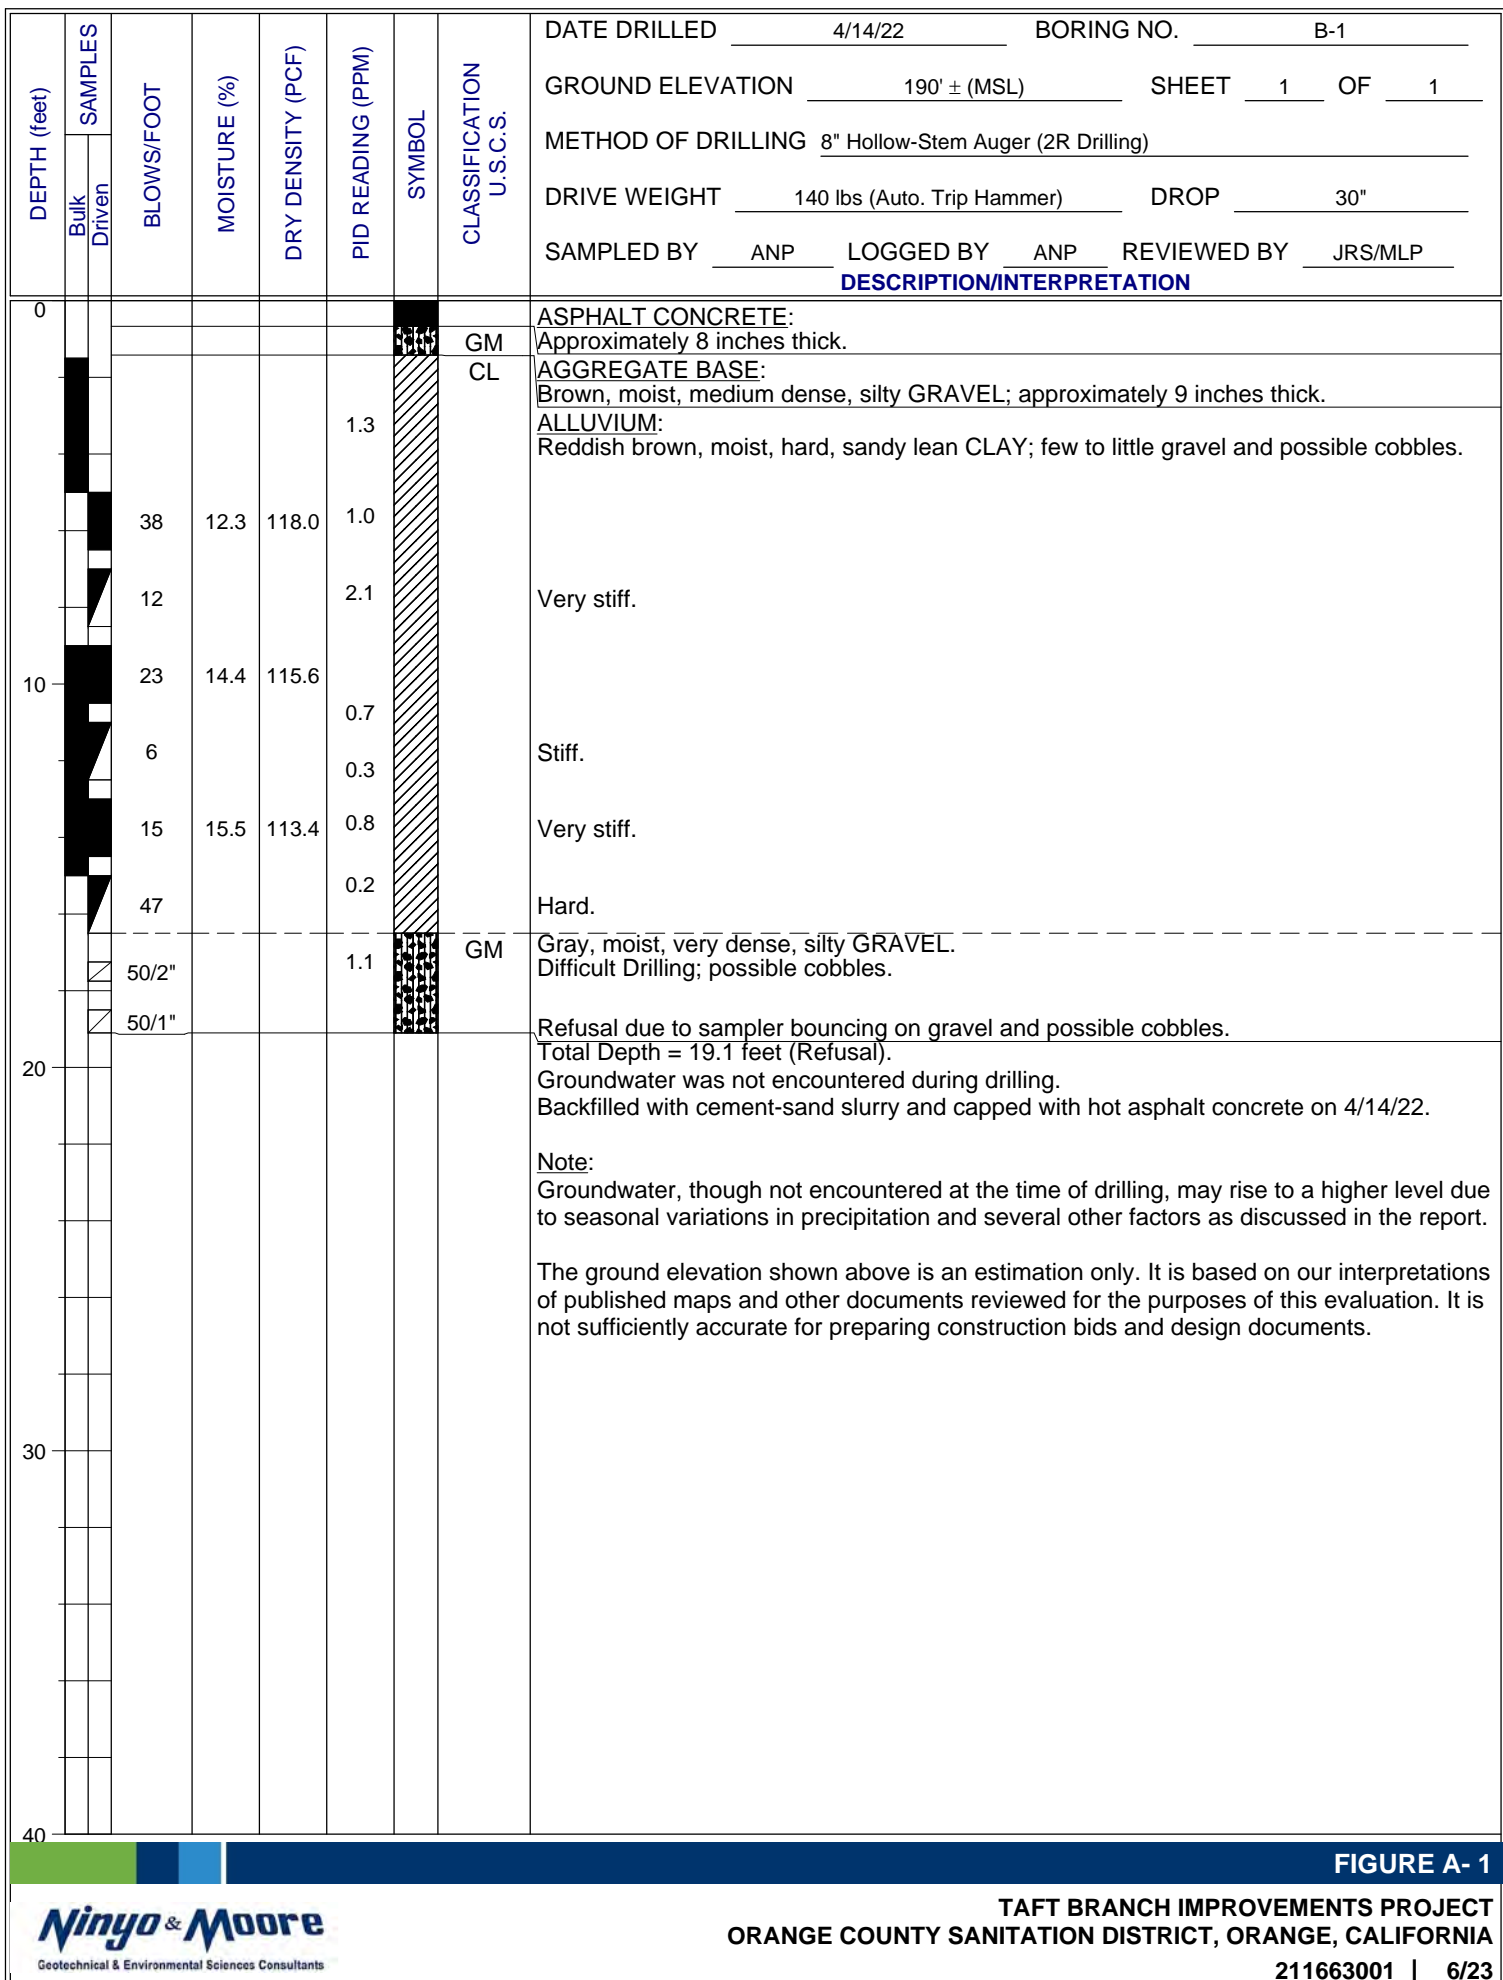 DEPTH (feet)
SAMPLES
Bulk
Driven
BLOWS/FOOT
MOISTURE (%)
DRY DENSITY (PCF)
PID READING (PPM)
SYMBOL
CLASSIFICATION
U.S.C.S.
DATE DRILLED 4/14/22 BORING NO. B-1
GROUND ELEVATION 190' ± (MSL) SHEET 1 OF 1
METHOD OF DRILLING 8" Hollow-Stem Auger (2R Drilling)
DRIVE WEIGHT 140 lbs (Auto. Trip Hammer) DROP 30"
SAMPLED BY ANP LOGGED BY ANP REVIEWED BY JRS/MLP
DESCRIPTION/INTERPRETATION
0
ASPHALT CONCRETE:
GM Approximately 8 inches thick.
CL AGGREGATE BASE:
Brown, moist, medium dense, silty GRAVEL; approximately 9 inches thick.
1.3 ALLUVIUM:
Reddish brown, moist, hard, sandy lean CLAY; few to little gravel and possible cobbles.
38 12.3 118.0 1.0
12 2.1 Very stiff.
10 23 14.4 115.6
0.7
6 Stiff.
0.3
15 15.5 113.4 0.8 Very stiff.
0.2
47 Hard.
GM Gray, moist, very dense, silty GRAVEL.
50/2" 1.1 Difficult Drilling; possible cobbles.
50/1" Refusal due to sampler bouncing on gravel and possible cobbles.
Total Depth = 19.1 feet (Refusal).
20 Groundwater was not encountered during drilling.
Backfilled with cement-sand slurry and capped with hot asphalt concrete on 4/14/22.
Note:
Groundwater, though not encountered at the time of drilling, may rise to a higher level due
to seasonal variations in precipitation and several other factors as discussed in the report.
The ground elevation shown above is an estimation only. It is based on our interpretations
of published maps and other documents reviewed for the purposes of this evaluation. It is
not sufficiently accurate for preparing construction bids and design documents.
30
40
FIGURE A- 1
Ninyo & Moore
Geotechnical & Environmental Sciences Consultants
TAFT BRANCH IMPROVEMENTS PROJECT
ORANGE COUNTY SANITATION DISTRICT, ORANGE, CALIFORNIA
211663001 | 6/23